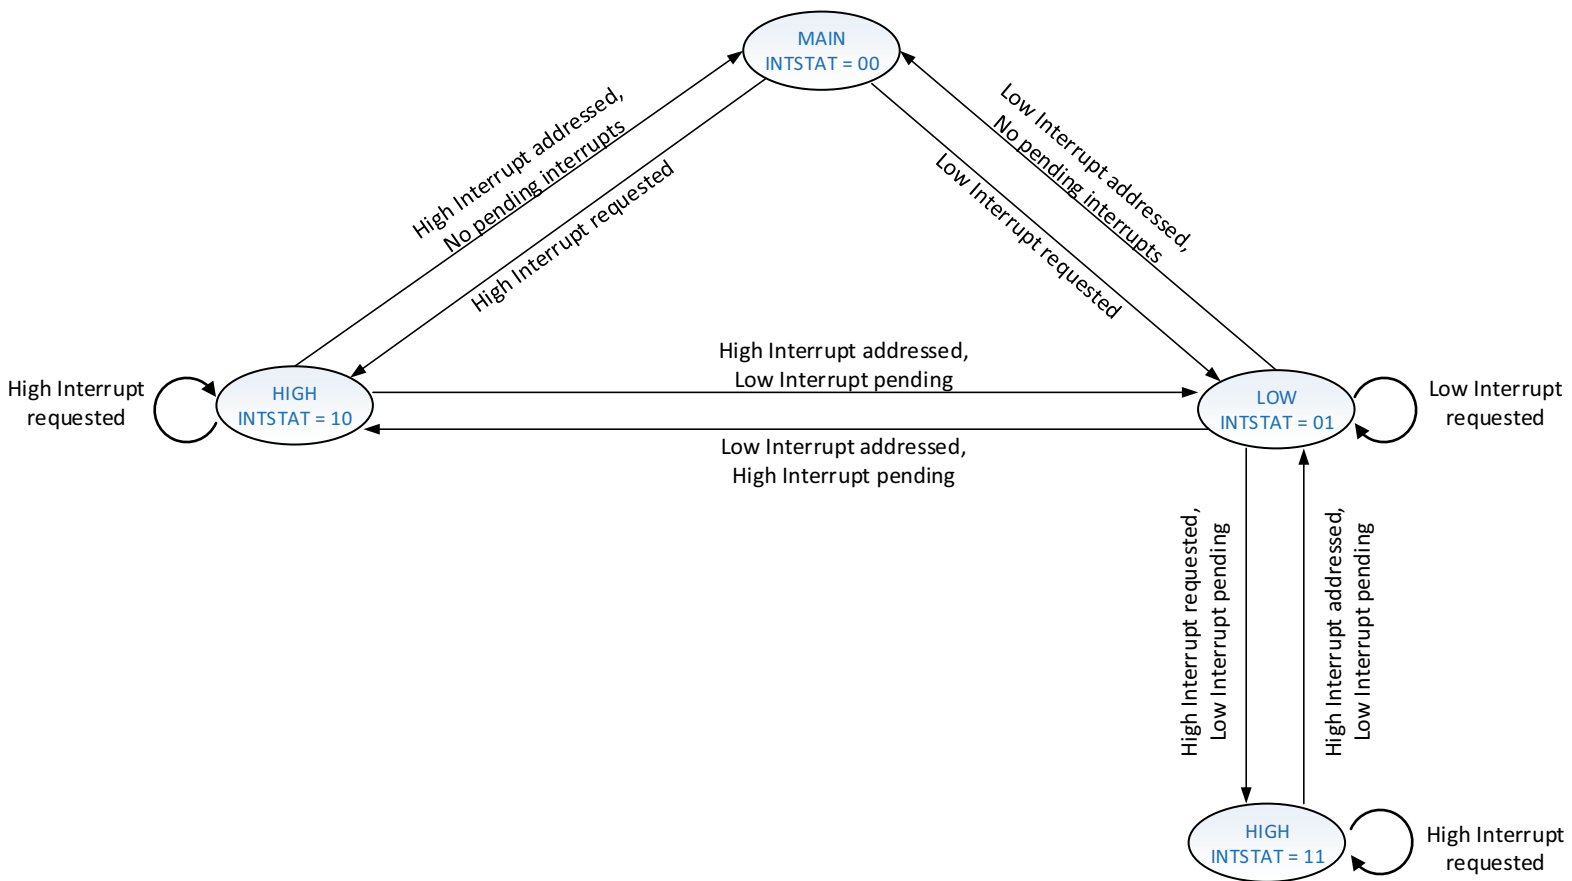 MAIN
INTSTAT = 00
High Interrupt addressed,
No pending interrupts
High Interrupt requested
Low Interrupt addressed,
No pending interrupts
Low Interrupt requested
High Interrupt addressed,
Low Interrupt pending
High Interrupt
requested
HIGH
INTSTAT = 10
LOW
INTSTAT = 01
Low Interrupt
requested
Low Interrupt addressed,
High Interrupt pending
High Interrupt requested,
Low Interrupt pending
High Interrupt addressed,
Low Interrupt pending
HIGH
INTSTAT = 11
High Interrupt
requested